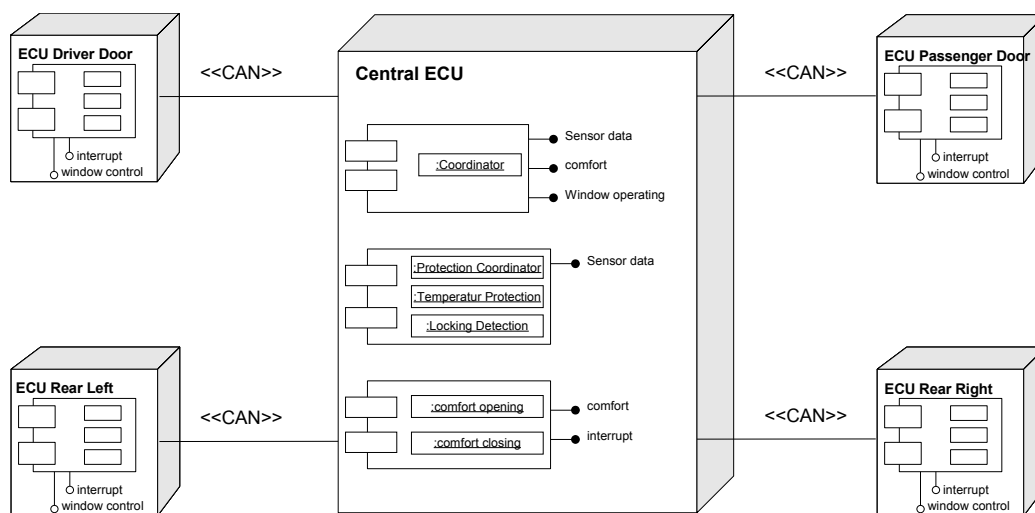 ECU Driver Door
interrupt
window control
<<CAN>>
Central ECU
:Coordinator
Sensor data
comfort
Window operating
:Protection Coordinator
:Temperatur Protection
:Locking Detection
Sensor data
:comfort opening
:comfort closing
comfort
interrupt
<<CAN>>
ECU Passenger Door
interrupt
window control
ECU Rear Left
interrupt
window control
<<CAN>>
<<CAN>>
ECU Rear Right
interrupt
window control